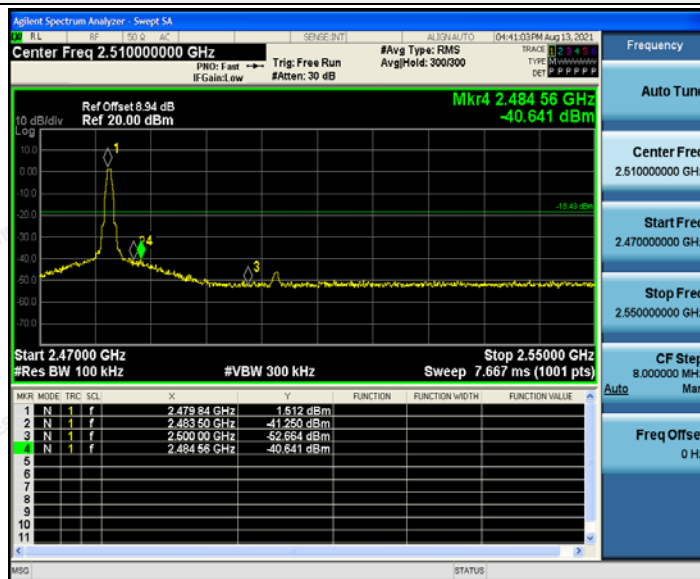 Agilent Spectrum Analyzer - Swept SA
RL RF 50 Ω AC SENSE:INT ALIGNAUTO 04:41:03PM Aug 13, 2021
Center Freq 2.510000000 GHz
PNO: Fast
IFGain:Low
Trig: Free Run
#Atten: 30 dB
#Avg Type: RMS
Avg|Hold: 300/300
TRACE 1 2 3 4 5 6
TYPE M
DET P P P P P P
Mkr4 2.484 56 GHz
-40.641 dBm
Ref Offset 8.94 dB
10 dB/div Ref 20.00 dBm
Log
10.0
0.00
-10.0
-20.0
-30.0
-40.0
-50.0
-60.0
-70.0
1
4
3
-18.49 dBm
Start 2.47000 GHz Stop 2.55000 GHz
#Res BW 100 kHz #VBW 300 kHz Sweep 7.667 ms (1001 pts)
MKR MODE TRC SCL X Y FUNCTION FUNCTION WIDTH FUNCTION VALUE
1 N 1 f 2.479 84 GHz 1.512 dBm
2 N 1 f 2.483 50 GHz -41.250 dBm
3 N 1 f 2.500 00 GHz -52.664 dBm
4 N 1 f 2.484 56 GHz -40.641 dBm
5
6
7
8
9
10
11
MSG STATUS
Frequency
Auto Tune
Center Freq
2.510000000 GHz
Start Freq
2.470000000 GHz
Stop Freq
2.550000000 GHz
CF Step
8.000000 MHz
Auto Man
Freq Offset
0 Hz